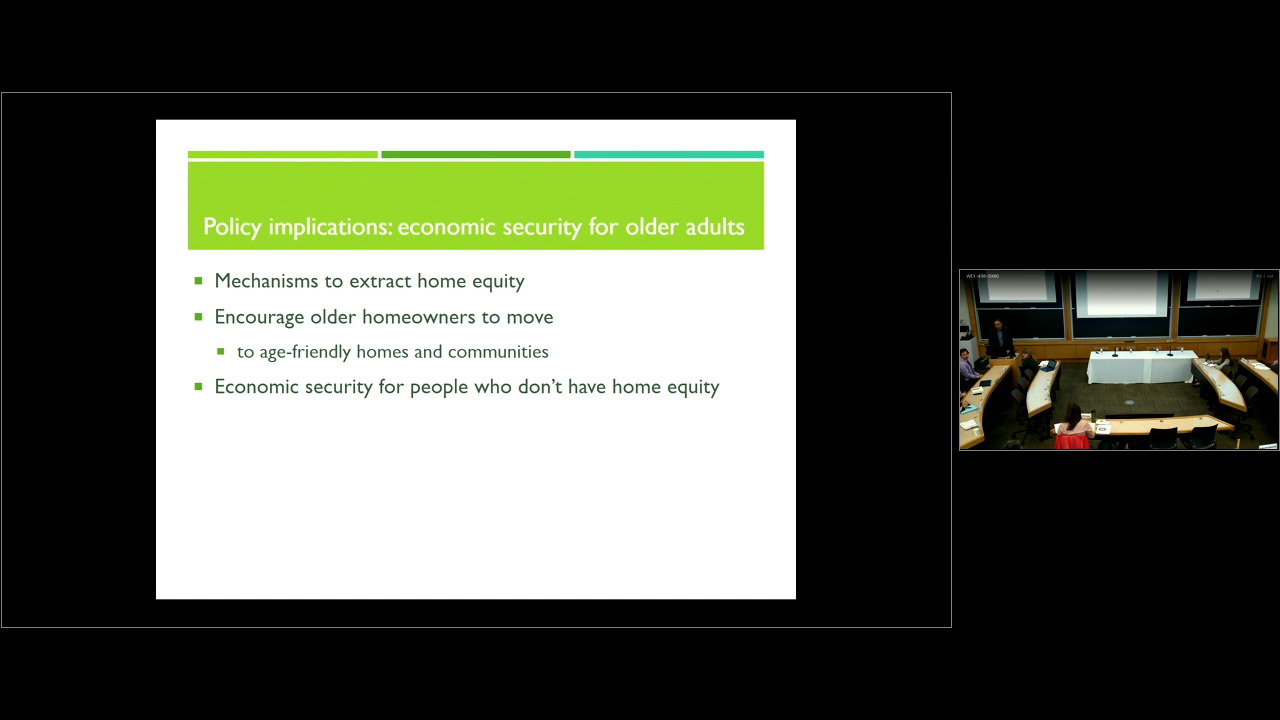 Policy implications: economic security for older adults
Mechanisms to extract home equity
Encourage older homeowners to move
to age-friendly homes and communities
Economic security for people who don't have home equity